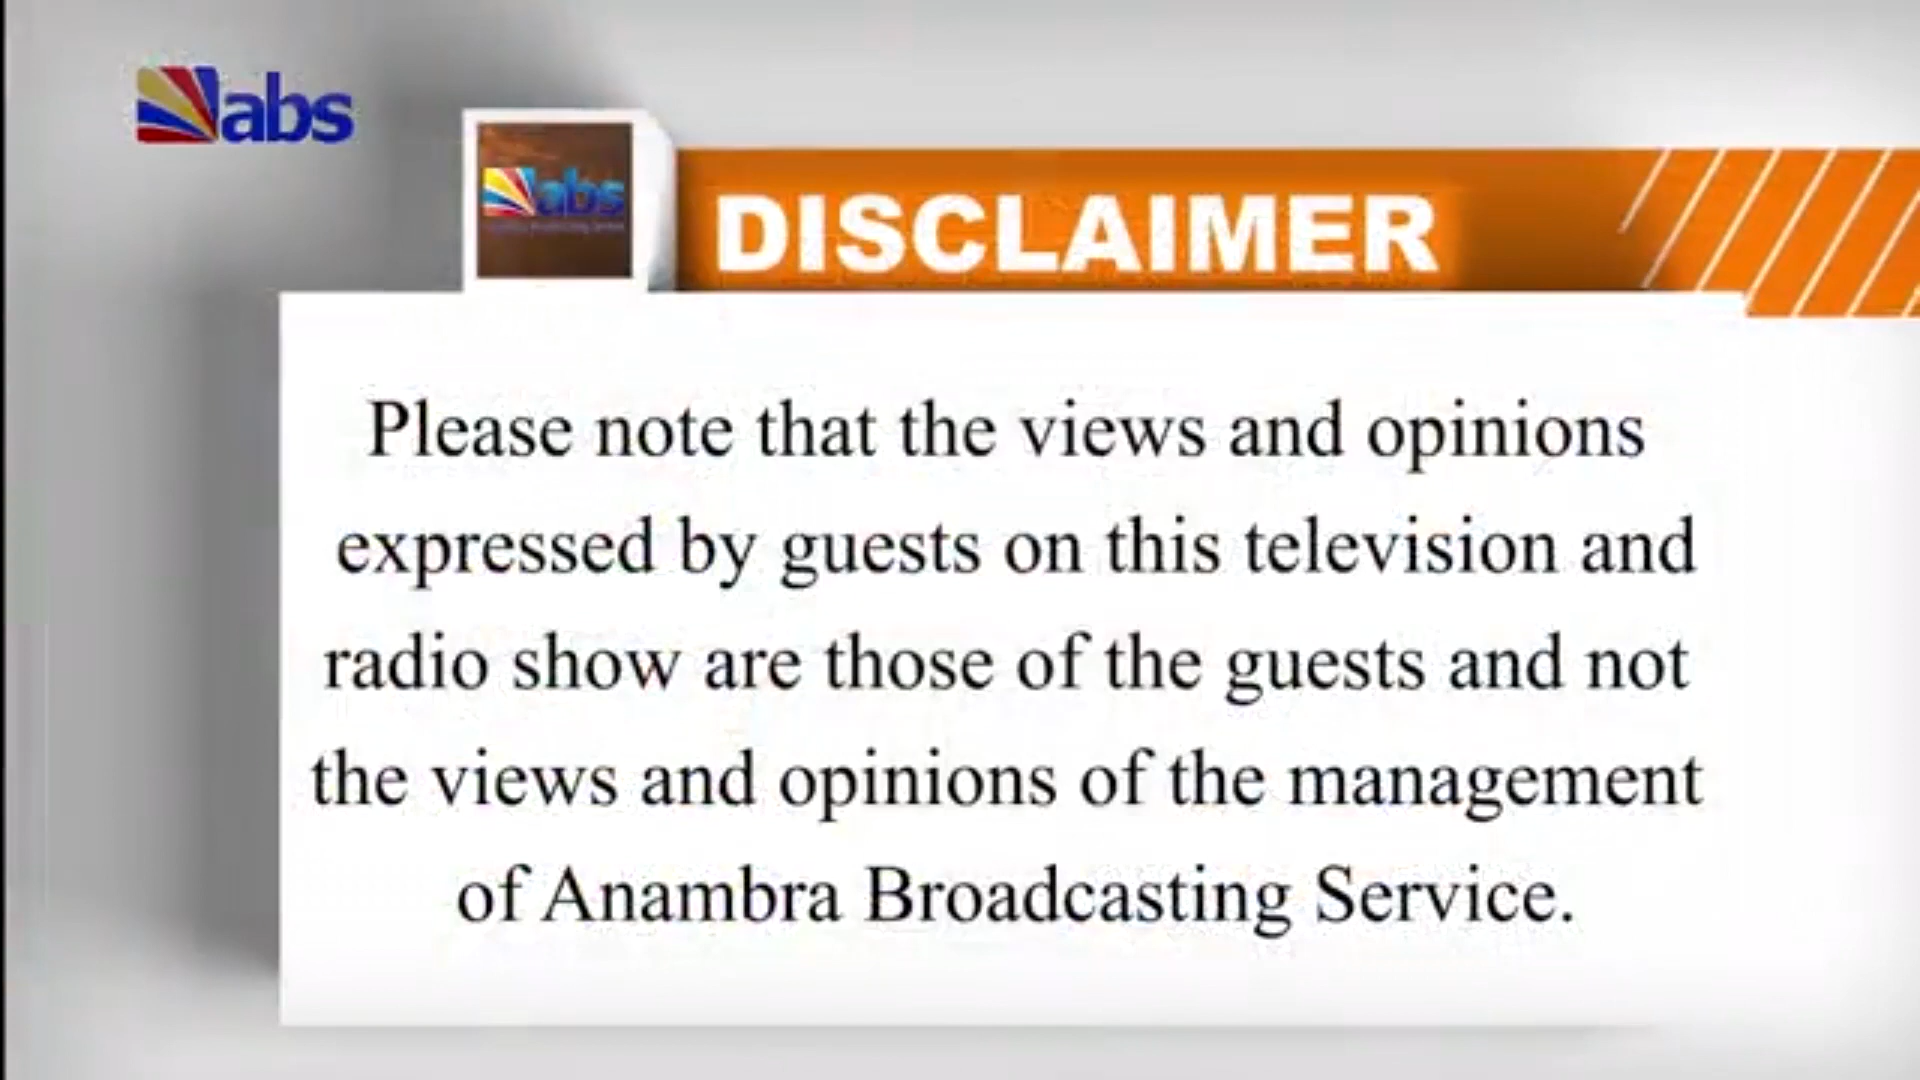 abs
abs
DISCLAIMER
Please note that the views and opinions
expressed by guests on this television and
radio show are those of the guests and not
the views and opinions of the management
of Anambra Broadcasting Service.